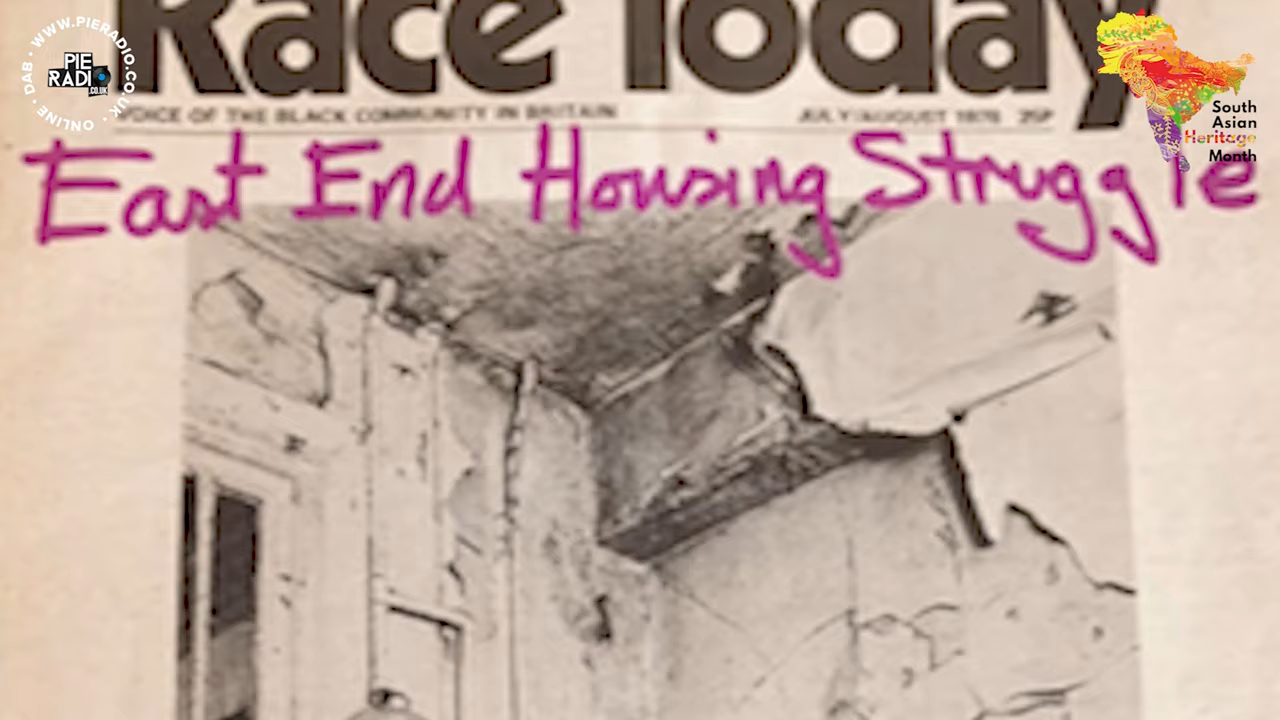 Race Today
VOICE OF THE BLACK COMMUNITY IN BRITAIN
JULY/AUGUST 25P
East End Housing Struggle
WWW.PIERADIO.CO.UK • ONLINE • DAB •
PIE
RADIO
.CO.UK
South
Asian
Heritage
Month